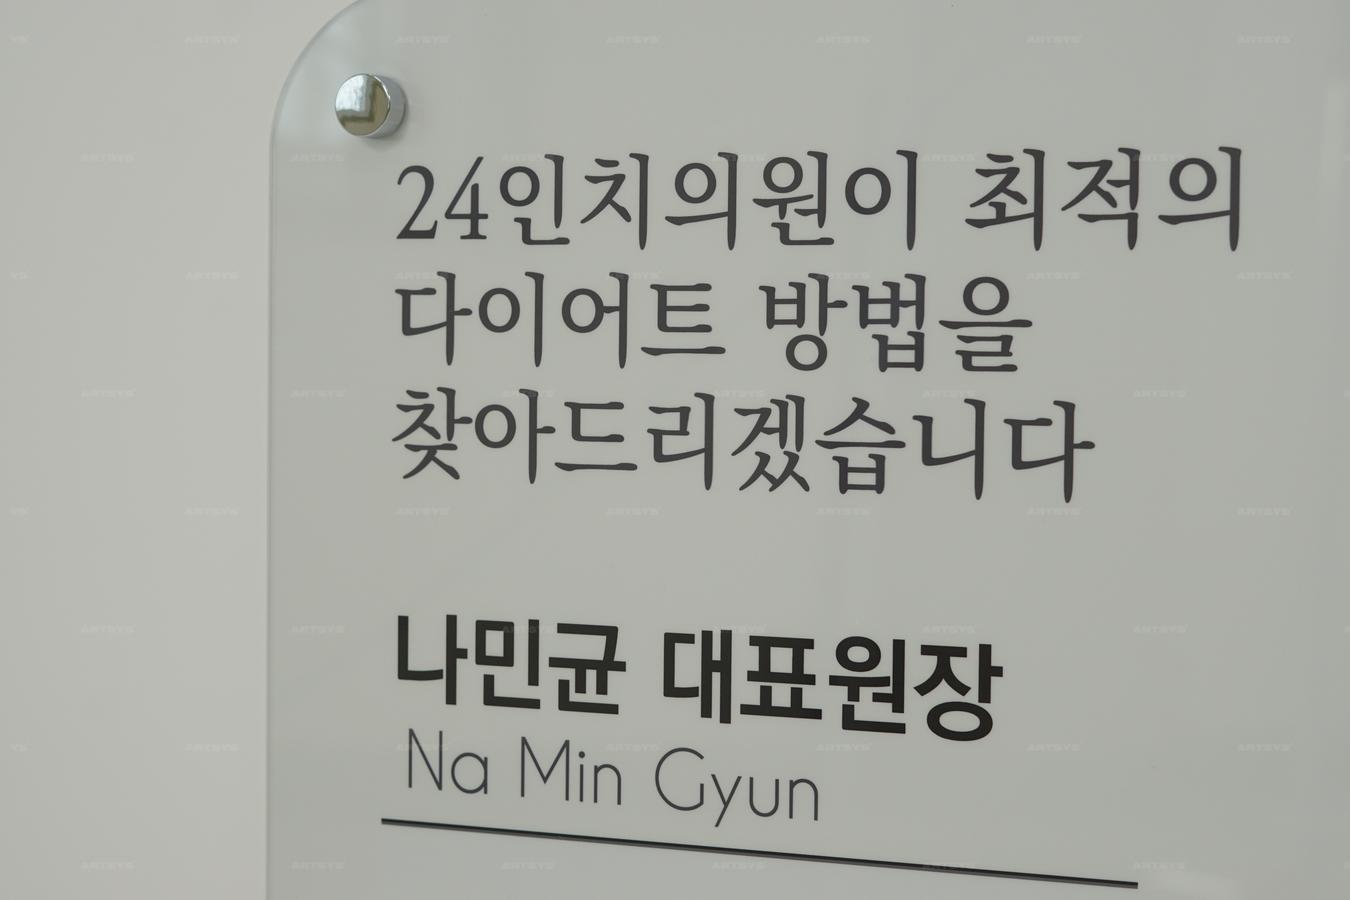 24인치의원이 최적의
다이어트 방법을
찾아드리겠습니다
나민균 대표원장
Na Min Gyun
ARTSYS